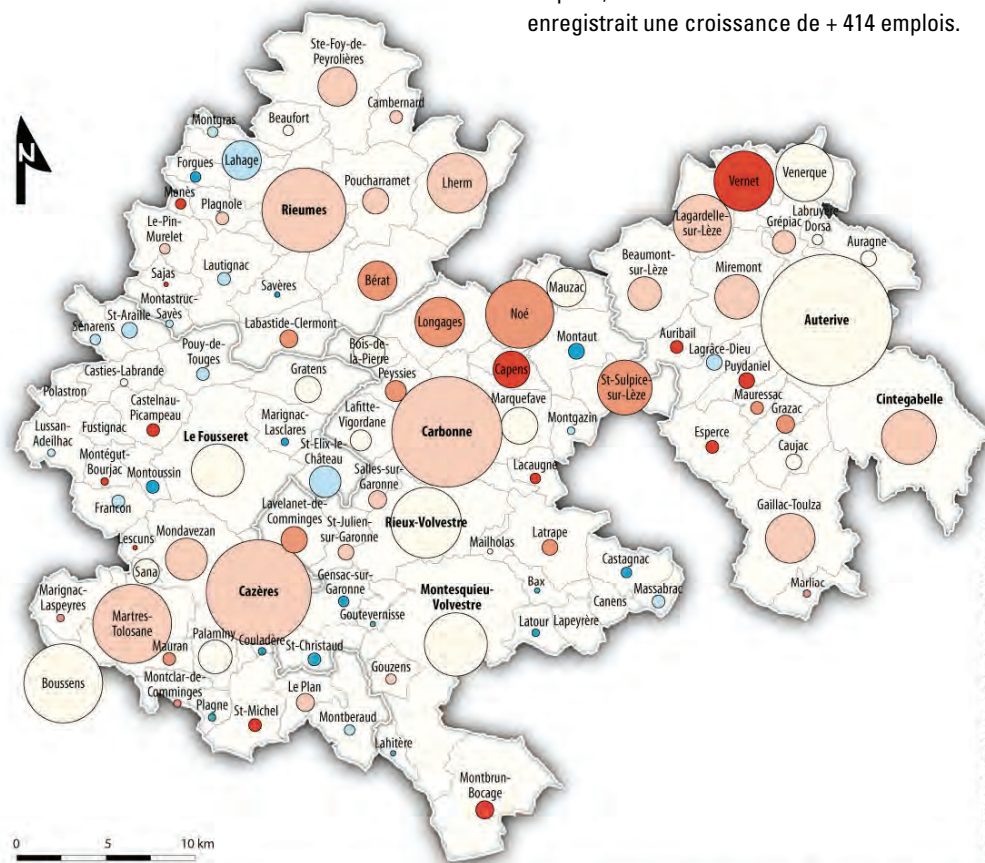 enregistrait une croissance de + 414 emplois.
Ste-Foy-de-
Peyrolières
Cambernard
Beaufort
Montgras
Lahage
Forgues
Monès
Plagnole
Rieumes
Poucharramet
Lherm
Le-Pin-
Murelet
Sajas
Lautignac
Savères
Bérat
Montastruc-
Savès
St-Araille
Sénarens
Labastide-Clermont
Pouy-de-
Touges
Polastron
Casties-Labrande
Castelnau-
Picampeau
Lussan-
Adeilhac
Fustignac
Montégut-
Bourjac
Montoussin
Francon
Le Fousseret
Gratens
Marignac-
Lasclares
Bois-de-
la-Pierre
Peyssies
Longages
Noé
Mauzac
Montaut
Capens
St-Sulpice-
sur-Lèze
Lafitte-
Vigordane
Carbonne
Marquefave
Montgazin
St-Elix-le-
Château
Salles-sur-
Garonne
Lacaugne
Lavelanet-de-
Comminges
St-Julien-
sur-Garonne
Rieux-Volvestre
Mailholas
Latrape
Lescuns
Mondavezan
Sana
Cazères
Gensac-sur-
Garonne
Goutevernisse
Montesquieu-
Volvestre
Bax
Castagnac
Canens
Massabrac
Latour
Lapeyrère
Marignac-
Laspeyres
Martres-
Tolosane
Mauran
Palaminy
Couladère
St-Christaud
Boussens
Montclar-de-
Comminges
Plagne
St-Michel
Le Plan
Montberaud
Gouzens
Lahitère
Montbrun-
Bocage
Vernet
Venerque
Lagardelle-
sur-Lèze
Grépiac
Labruyère
Dorsa
Auragne
Beaumont-
sur-Lèze
Miremont
Auterive
Auribail
Lagrâce-Dieu
Puydaniel
Mauressac
Grazac
Esperce
Caujac
Cintegabelle
Gaillac-Toulza
Marliac
N
0 5 10 km